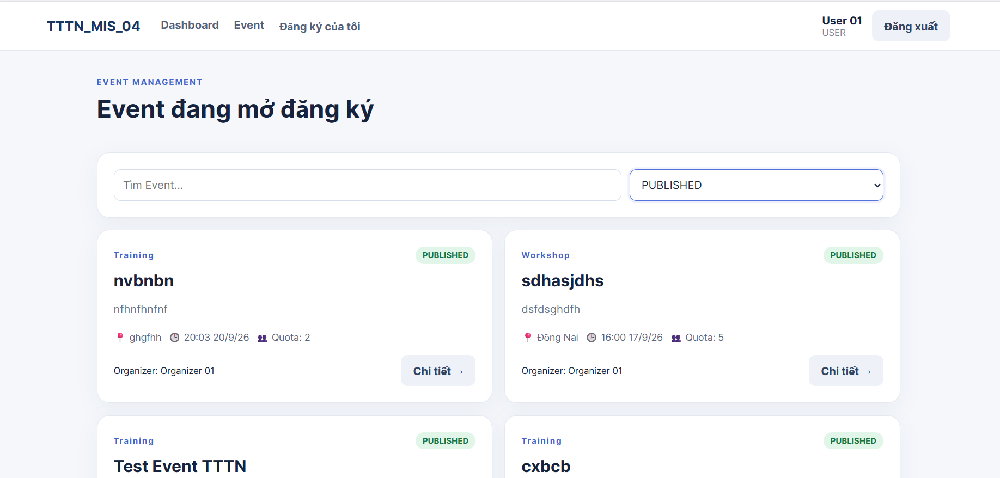 TTTN_MIS_04 Dashboard Event Đăng ký của tôi User 01 Đăng xuất
USER
EVENT MANAGEMENT
Event đang mở đăng ký
Tìm Event... PUBLISHED
Training PUBLISHED
nvbnbn
nfhnfhnfnf
ghgfhh 20:03 20/9/26 Quota: 2
Organizer: Organizer 01 Chi tiết →
Workshop PUBLISHED
sdhasjdhs
dsfdsghdfh
Đồng Nai 16:00 17/9/26 Quota: 5
Organizer: Organizer 01 Chi tiết →
Training PUBLISHED
Test Event TTTN
Training PUBLISHED
cxbcb